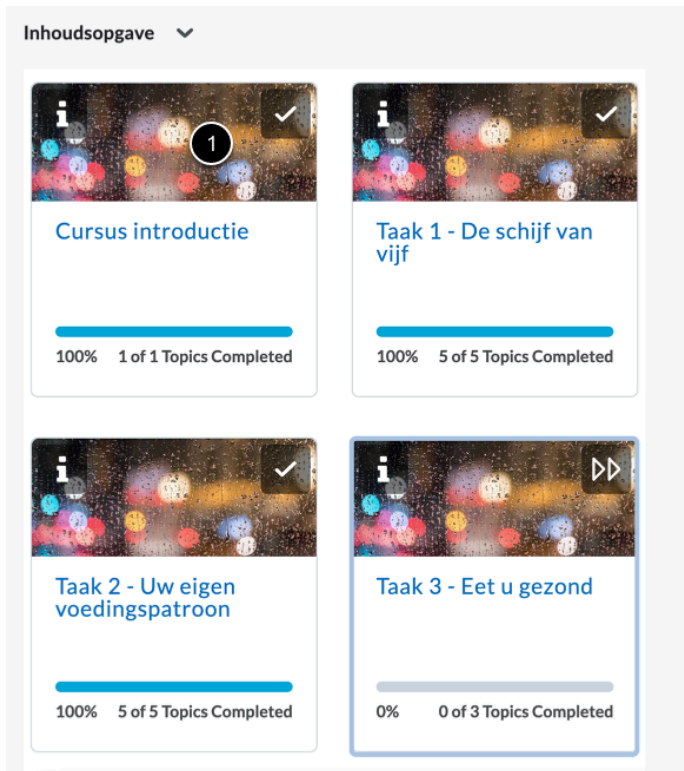 Inhoudsopgave
1
Cursus introductie
100% 1 of 1 Topics Completed
Taak 1 - De schijf van
vijf
100% 5 of 5 Topics Completed
Taak 2 - Uw eigen
voedingspatroon
100% 5 of 5 Topics Completed
Taak 3 - Eet u gezond
0% 0 of 3 Topics Completed